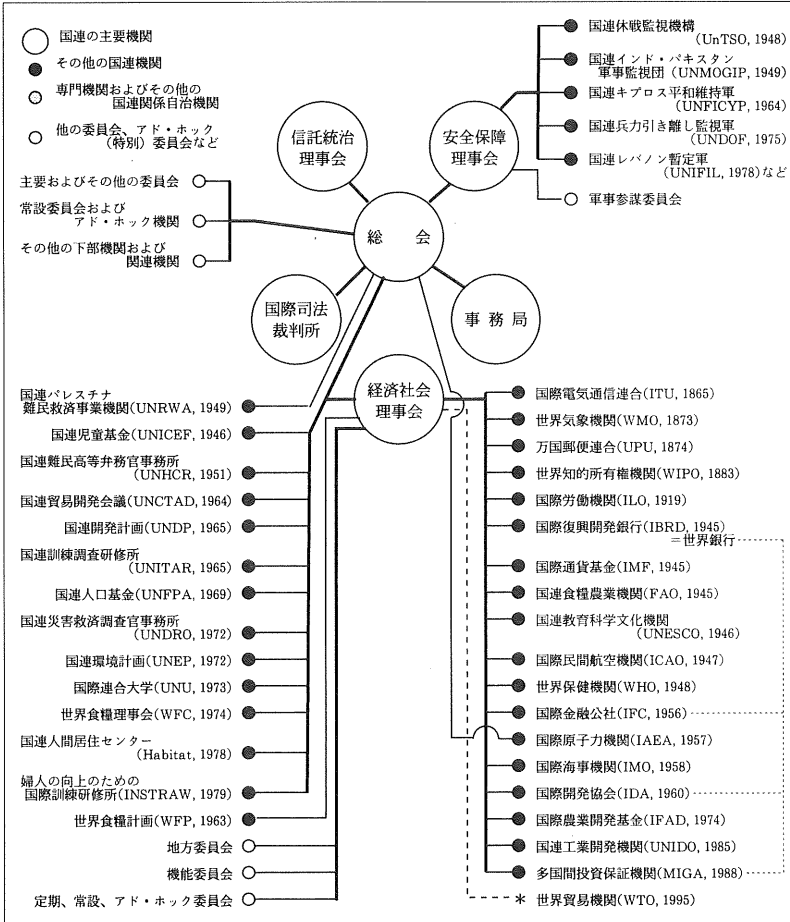 国連の主要機関
その他の国連機関
専門機関およびその他の
国連関係自治機関
他の委員会、アド・ホック
(特別)委員会など
国連休戦監視機構
(UnTSO, 1948)
国連インド・パキスタン
軍事監視団 (UNMOGIP, 1949)
国連キプロス平和維持軍
(UNFICYP, 1964)
国連兵力引き離し監視軍
(UNDOF, 1975)
国連レバノン暫定軍
(UNIFIL, 1978)など
軍事参謀委員会
信託統治
理事会
安全保障
理事会
主要およびその他の委員会
常設委員会および
アド・ホック機関
その他の下部機関および
関連機関
総 会
国際司法
裁判所
事 務 局
経済社会
理事会
国連パレスチナ
難民救済事業機関(UNRWA, 1949)
国連児童基金(UNICEF, 1946)
国連難民高等弁務官事務所
(UNHCR, 1951)
国連貿易開発会議(UNCTAD, 1964)
国連開発計画(UNDP, 1965)
国連訓練調査研修所
(UNITAR, 1965)
国連人口基金(UNFPA, 1969)
国連災害救済調査官事務所
(UNDRO, 1972)
国連環境計画(UNEP, 1972)
国際連合大学(UNU, 1973)
世界食糧理事会(WFC, 1974)
国連人間居住センター
(Habitat, 1978)
婦人の向上のための
国際訓練研修所(INSTRAW, 1979)
世界食糧計画(WFP, 1963)
地方委員会
機能委員会
定期、常設、アド・ホック委員会
国際電気通信連合(ITU, 1865)
世界気象機関(WMO, 1873)
万国郵便連合(UPU, 1874)
世界知的所有権機関(WIPO, 1883)
国際労働機関(ILO, 1919)
国際復興開発銀行(IBRD, 1945)
=世界銀行
国際通貨基金(IMF, 1945)
国連食糧農業機関(FAO, 1945)
国連教育科学文化機関
(UNESCO, 1946)
国際民間航空機関(ICAO, 1947)
世界保健機関(WHO, 1948)
国際金融公社(IFC, 1956)
国際原子力機関(IAEA, 1957)
国際海事機関(IMO, 1958)
国際開発協会(IDA, 1960)
国際農業開発基金(IFAD, 1974)
国連工業開発機関(UNIDO, 1985)
多国間投資保証機関(MIGA, 1988)
* 世界貿易機関(WTO, 1995)